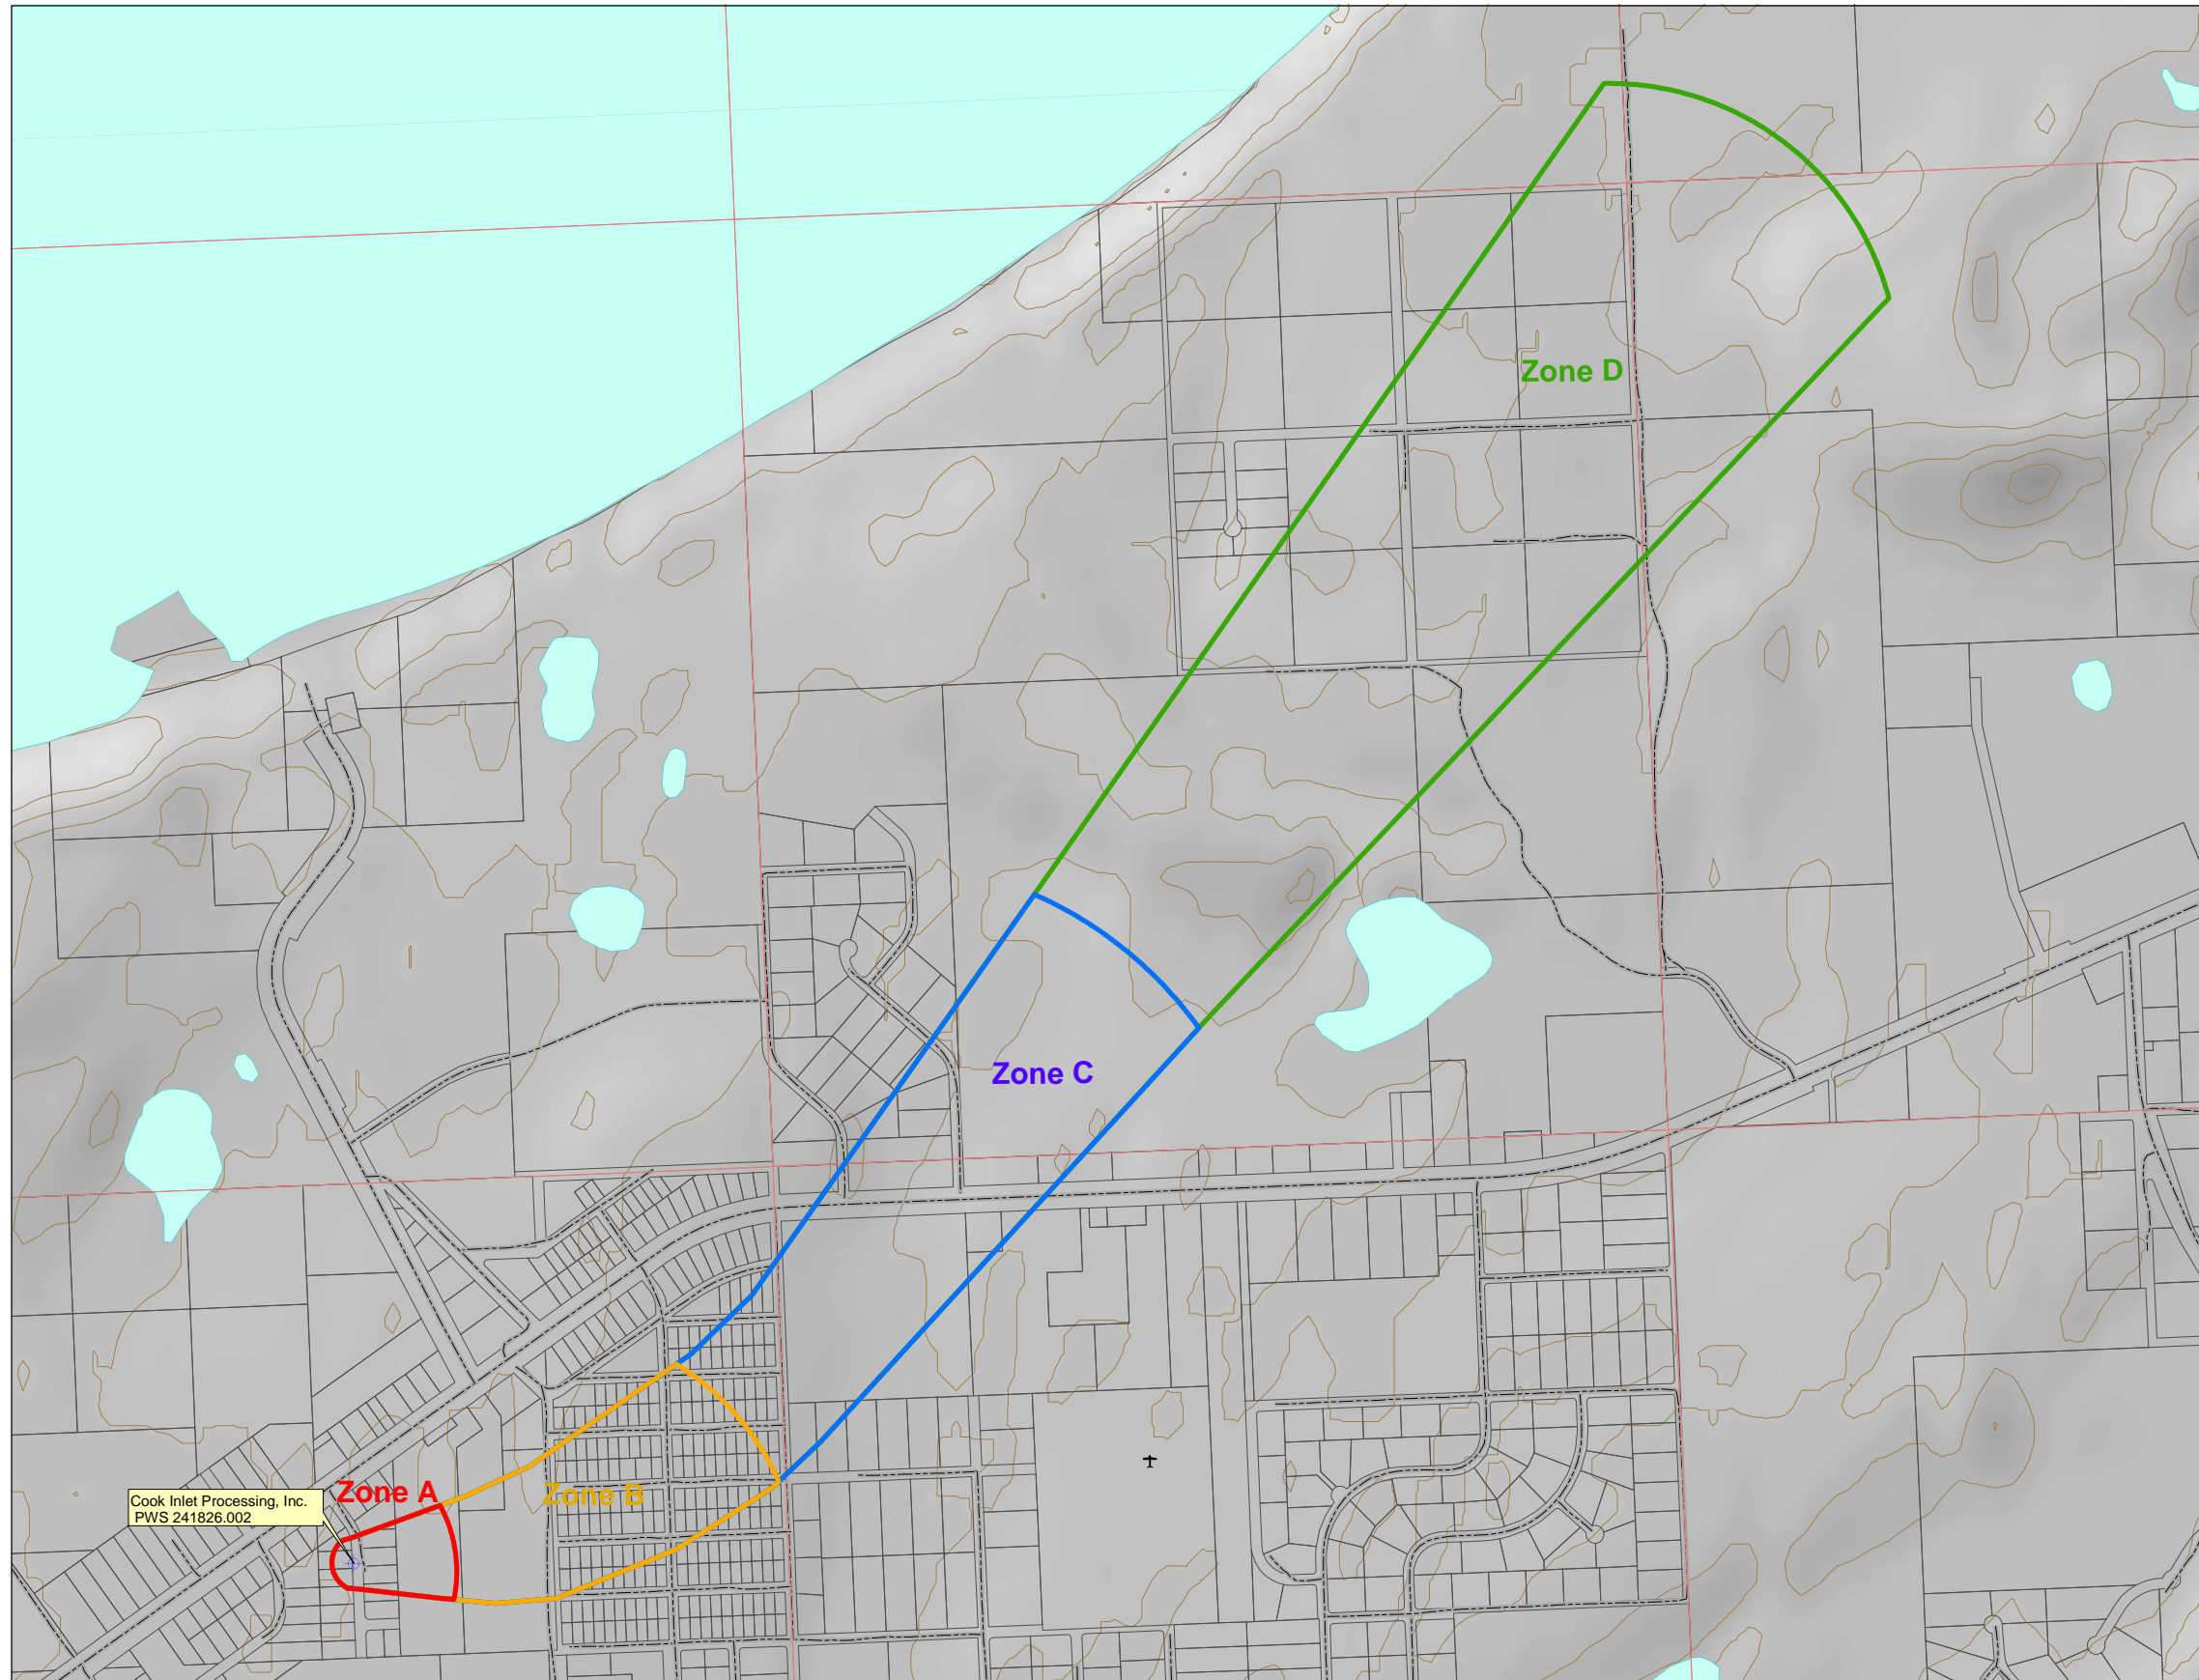 Zone D
Zone C
Zone A
Zone B
Cook Inlet Processing, Inc.
PWS 241826.002